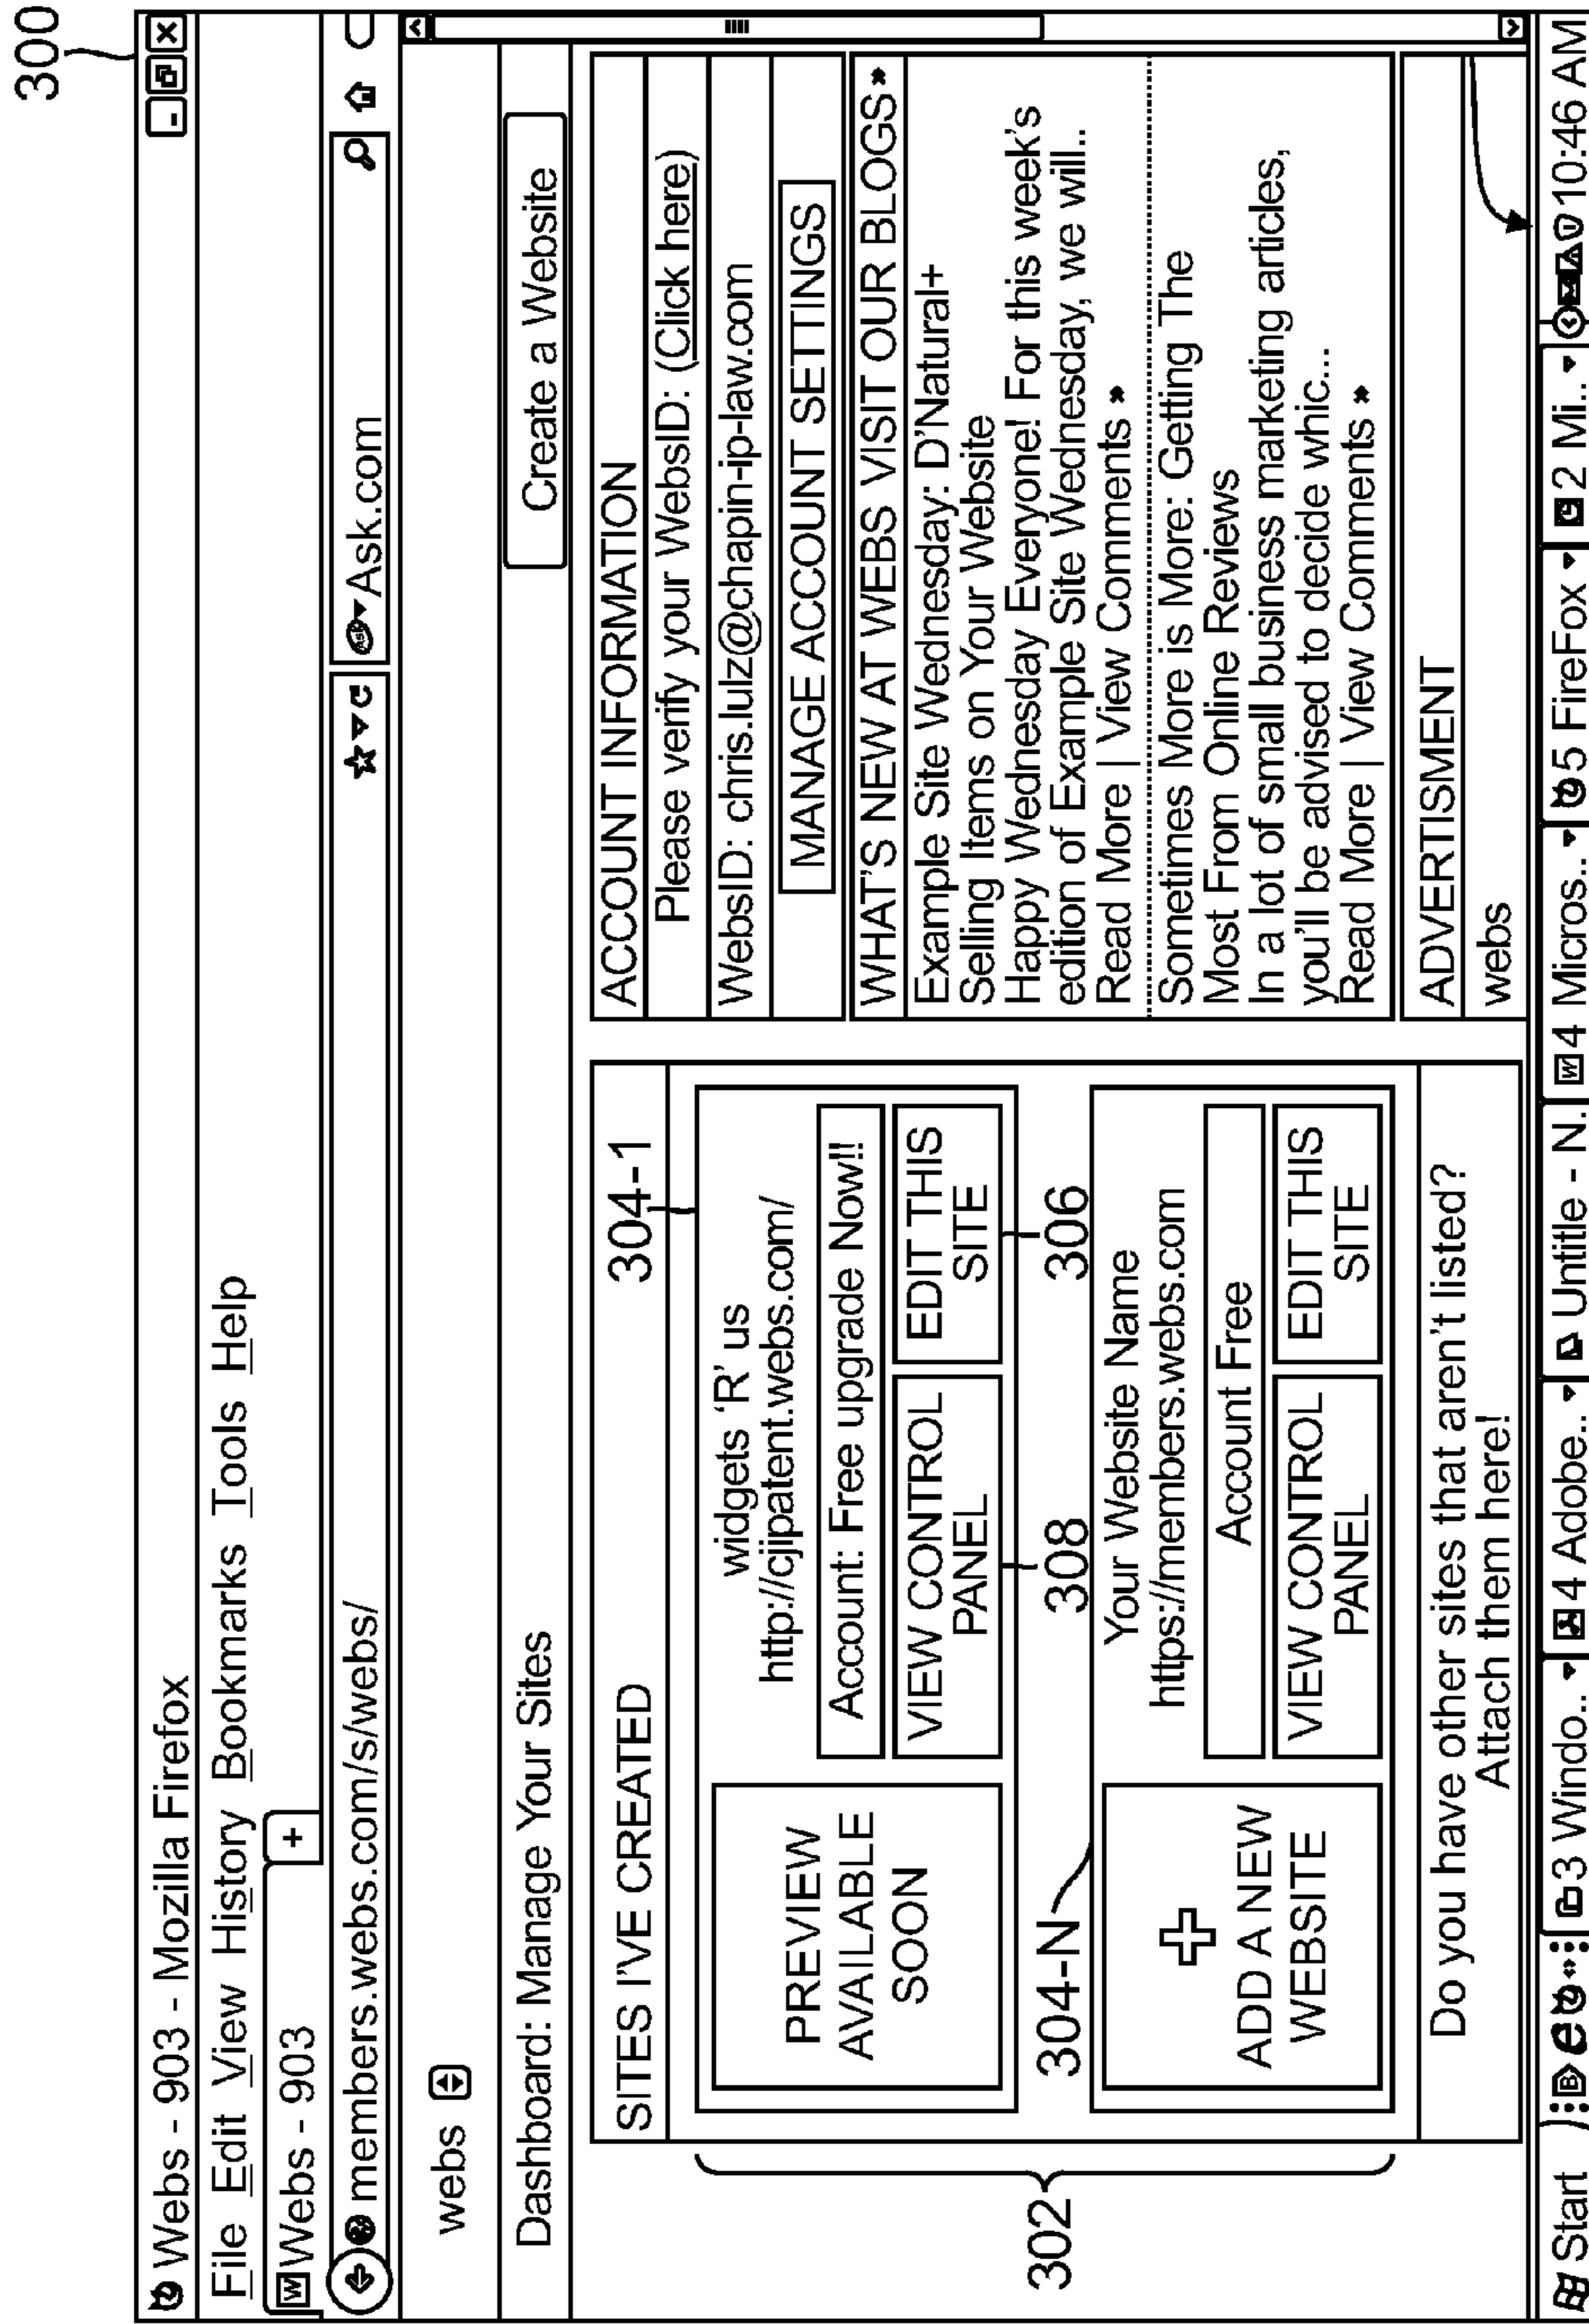 300
Webs - 903 - Mozilla Firefox
File Edit View History Bookmarks Tools Help
Webs - 903 +
members.webs.com/s/webs/
Ask.com
webs
Dashboard: Manage Your Sites
Create a Website
SITES I'VE CREATED
304-1
302
PREVIEW
AVAILABLE
SOON
widgets 'R' us
http://cjipatent.webs.com/
Account: Free upgrade Now!!
VIEW CONTROL
PANEL
EDIT THIS
SITE
304-N
308
306
ADD A NEW
WEBSITE
Your Website Name
https://members.webs.com
Account Free
VIEW CONTROL
PANEL
EDIT THIS
SITE
Do you have other sites that aren't listed?
Attach them here!
ACCOUNT INFORMATION
Please verify your WebsID: (Click here)
WebsID: chris.lulz@chapin-ip-law.com
MANAGE ACCOUNT SETTINGS
WHAT'S NEW AT WEBS VISIT OUR BLOGS»
Example Site Wednesday: D'Natural+
Selling Items on Your Website
Happy Wednesday Everyone! For this week's
edition of Example Site Wednesday, we will..
Read More | View Comments »
Sometimes More is More: Getting The
Most From Online Reviews
In a lot of small business marketing articles,
you'll be advised to decide whic...
Read More | View Comments »
ADVERTISMENT
webs
Start 3 Windo.. 4 Adobe.. Untitle - N. 4 Micros.. 5 FireFox 2 Mi.. 10:46 AM